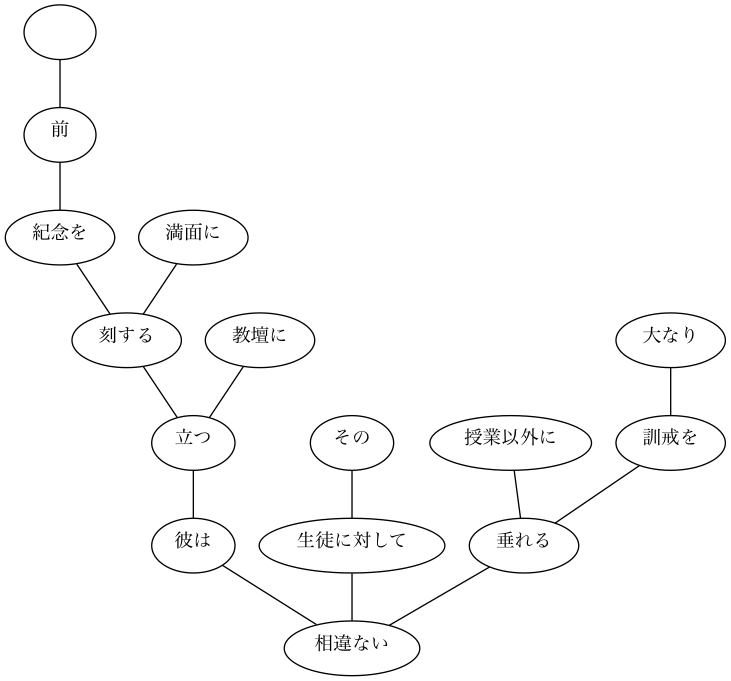 前
紀念を
満面に
刻する
教壇に
大なり
立つ
その
授業以外に
訓戒を
彼は
生徒に対して
垂れる
相違ない